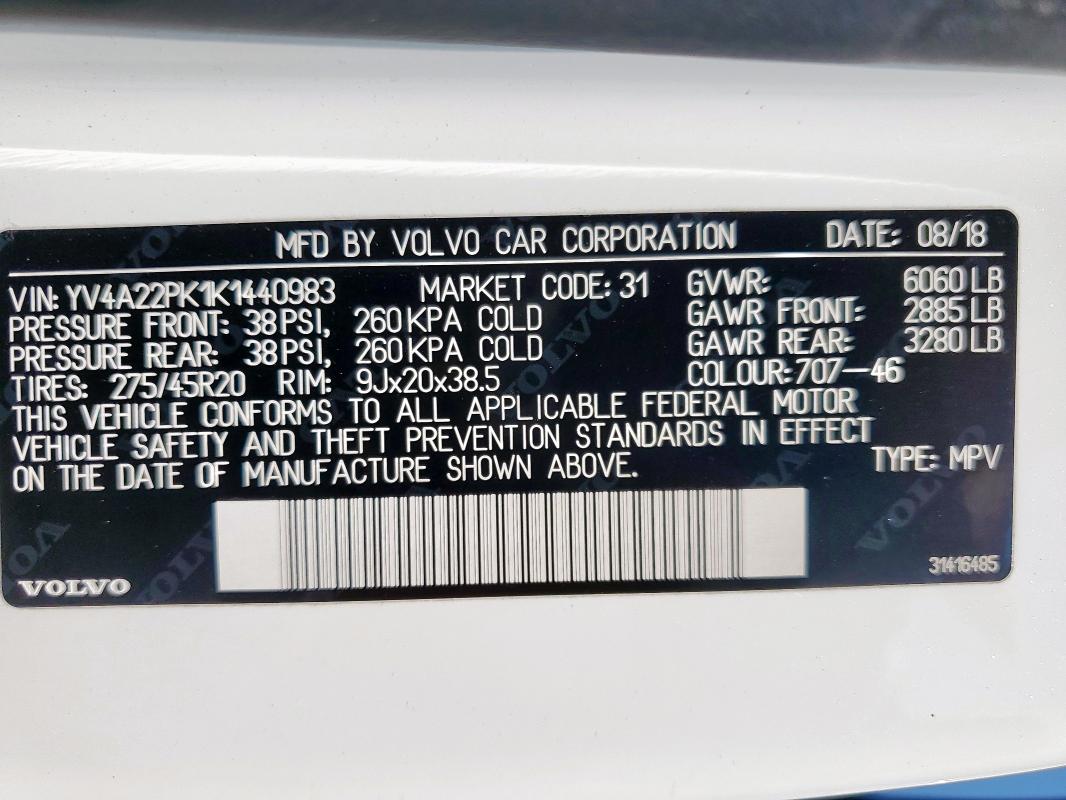 MFD BY VOLVO CAR CORPORATION DATE: 08/18
VIN: YV4A22PK1K1440983 MARKET CODE: 31 GVWR: 6060 LB
PRESSURE FRONT: 38 PSI, 260 KPA COLD GAWR FRONT: 2885 LB
PRESSURE REAR: 38 PSI, 260 KPA COLD GAWR REAR: 3280 LB
TIRES: 275/45R20 RIM: 9Jx20x38.5 COLOUR: 707-46
THIS VEHICLE CONFORMS TO ALL APPLICABLE FEDERAL MOTOR
VEHICLE SAFETY AND THEFT PREVENTION STANDARDS IN EFFECT
ON THE DATE OF MANUFACTURE SHOWN ABOVE. TYPE: MPV
VOLVO 31416485